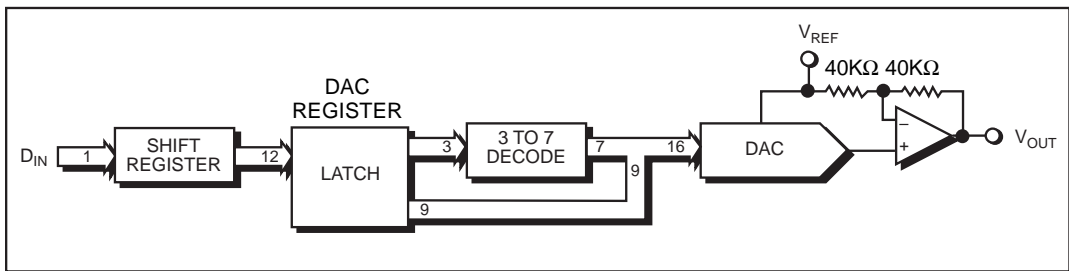 V_REF
40KΩ 40KΩ
DAC
REGISTER
D_IN
1
SHIFT
REGISTER
12
LATCH
3
3 TO 7
DECODE
7
16
9
9
DAC
–
+
V_OUT